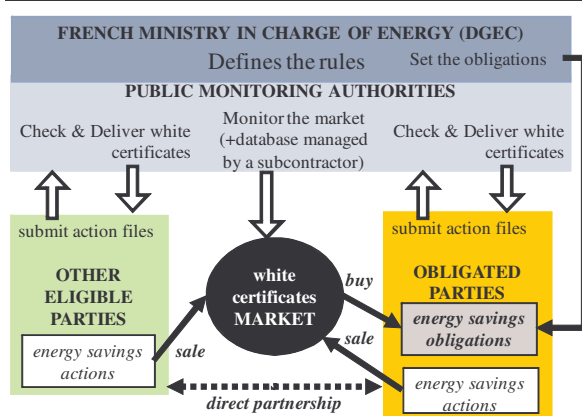 FRENCH MINISTRY IN CHARGE OF ENERGY (DGEC)
Defines the rules
Set the obligations
PUBLIC MONITORING AUTHORITIES
Check & Deliver white
certificates
Monitor the market
(+database managed
by a subcontractor)
Check & Deliver white
certificates
submit action files
OTHER
ELIGIBLE
PARTIES
energy savings
actions
sale
white
certificates
MARKET
buy
sale
submit action files
OBLIGATED
PARTIES
energy savings
obligations
energy savings
actions
direct partnership